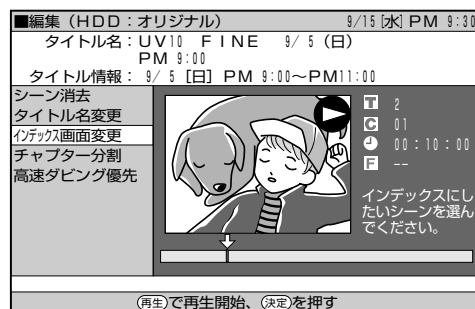 ■編集(HDD:オリジナル) 9/15[水] PM 9:30
タイトル名:UV10 FINE 9/ 5(日)
PM 9:00
タイトル情報: 9/ 5 [日] PM 9:00~PM11:00
シーン消去
タイトル名変更
インデックス画面変更
チャプター分割
高速ダビング優先
T 2
C 01
00:10:00
F --
インデックスにし
たいシーンを選ん
でください。
再生で再生開始、決定を押す